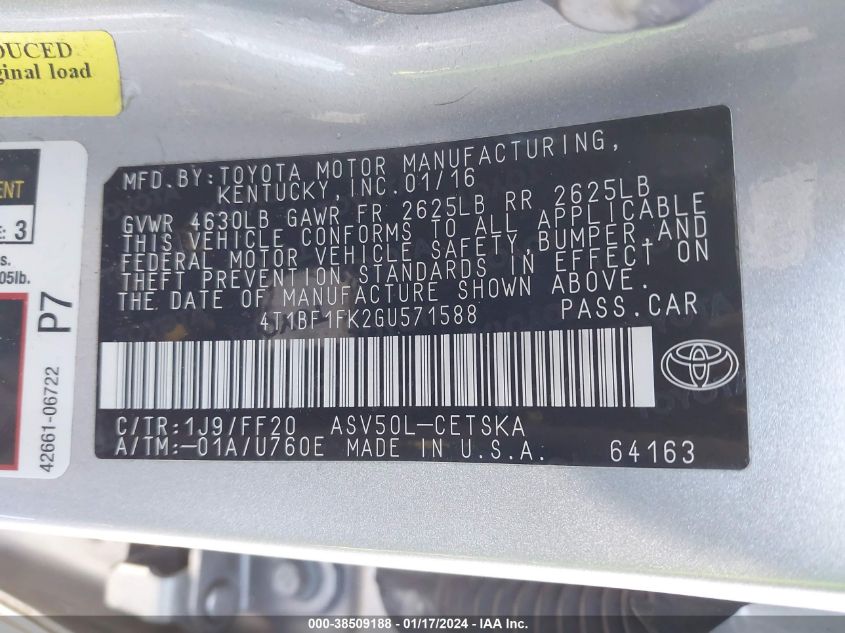 DUCED
ginal load
ENT
E: 3
s.
05lb.
P7
42661-06722
MFD.BY:TOYOTA MOTOR MANUFACTURING,
KENTUCKY,INC.01/16
GVWR 4630LB GAWR FR 2625LB RR 2625LB
THIS VEHICLE CONFORMS TO ALL APPLICABLE
FEDERAL MOTOR VEHICLE SAFETY,BUMPER,AND
THEFT PREVENTION STANDARDS IN EFFECT ON
THE DATE OF MANUFACTURE SHOWN ABOVE.
4T1BF1FK2GU571588 PASS.CAR
C/TR:1J9/FF20 ASV50L-CETSKA
A/TM:-01A/U760E MADE IN U.S.A. 64163
000-38509188 - 01/17/2024 - IAA Inc.